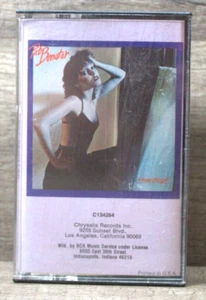 Pat Benatar
C134264
Chrysalis Records Inc.
9255 Sunset Blvd.
Los Angeles, California 90069
Mfd. by RCA Music Service under License
6550 East 30th Street
Indianapolis, Indiana 46219
Printed in U.S.A.